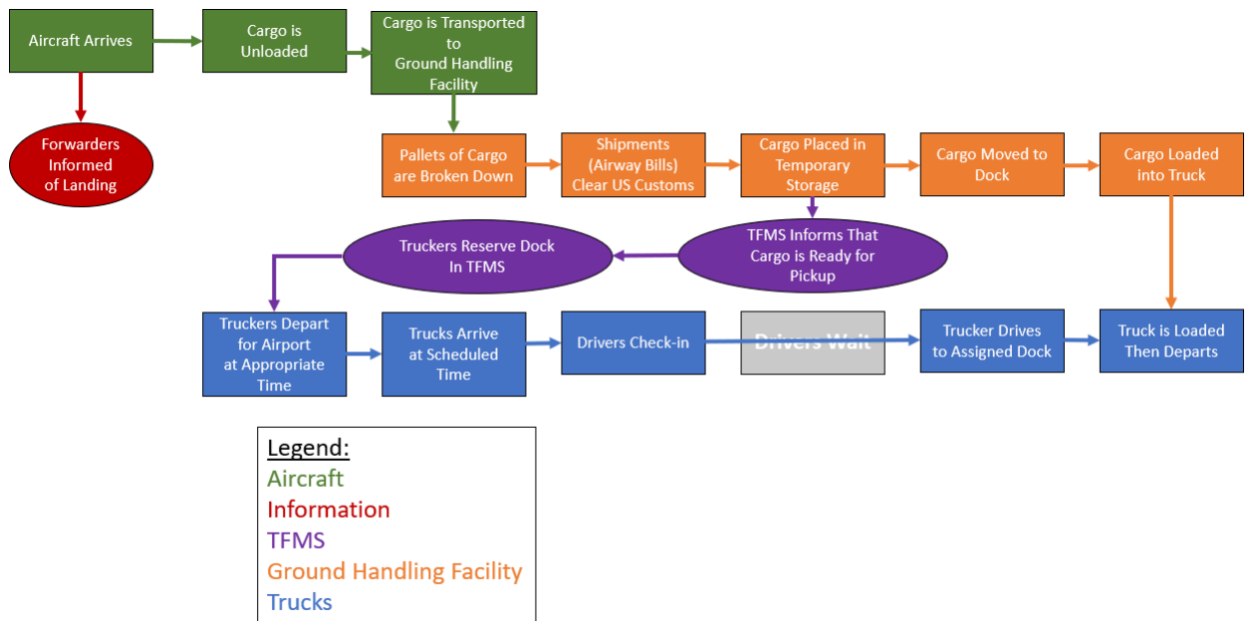 Aircraft Arrives
Cargo is
Unloaded
Cargo is Transported
to
Ground Handling
Facility
Forwarders
Informed
of Landing
Pallets of Cargo
are Broken Down
Shipments
(Airway Bills)
Clear US Customs
Cargo Placed in
Temporary
Storage
Cargo Moved to
Dock
Cargo Loaded
into Truck
Truckers Reserve Dock
In TFMS
TFMS Informs That
Cargo is Ready for
Pickup
Truckers Depart
for Airport
at Appropriate
Time
Trucks Arrive
at Scheduled
Time
Drivers Check-in
Drivers Wait
Trucker Drives
to Assigned Dock
Truck is Loaded
Then Departs
Legend:
Aircraft
Information
TFMS
Ground Handling Facility
Trucks